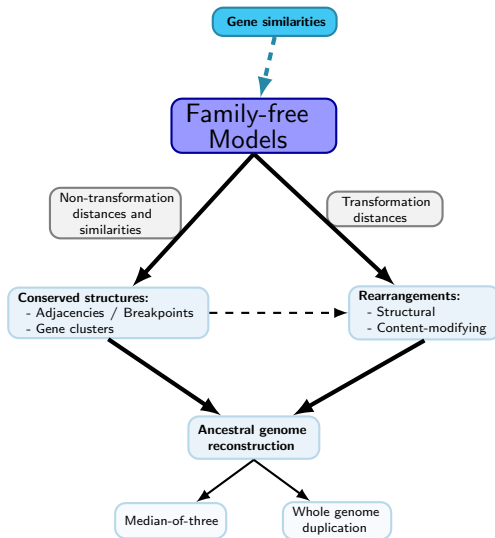 Gene similarities
Family-free
Models
Non-transformation
distances and
similarities
Transformation
distances
Conserved structures:
- Adjacencies / Breakpoints
- Gene clusters
Rearrangements:
- Structural
- Content-modifying
Ancestral genome
reconstruction
Median-of-three
Whole genome
duplication